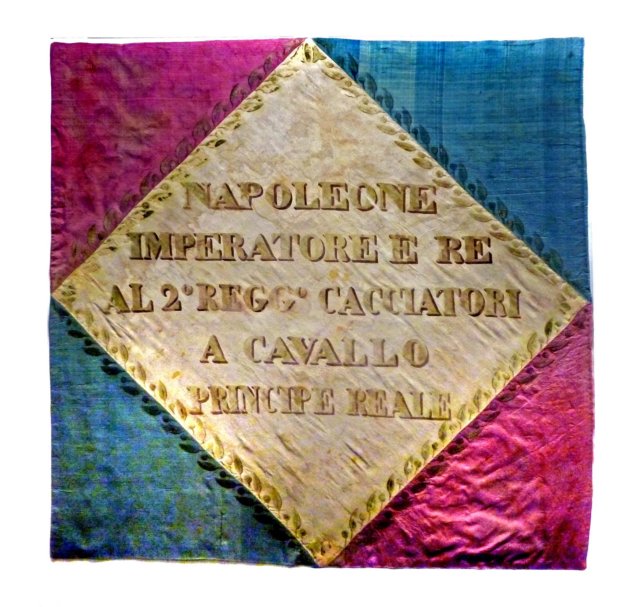 NAPOLEONE
IMPERATORE E RE
AL 2° REGG° CACCIATORI
A CAVALLO
PRINCIPE REALE